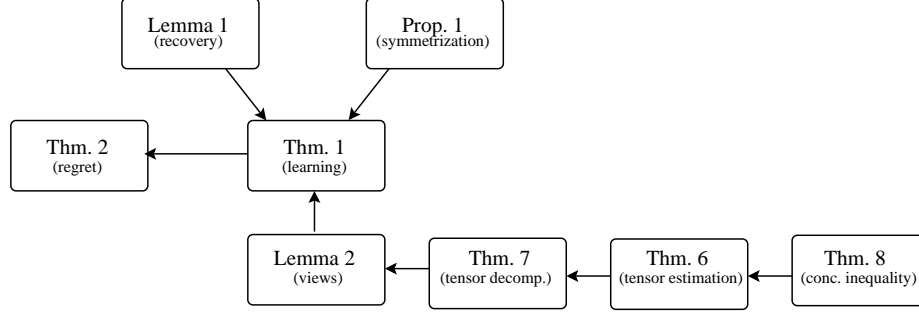 Lemma 1
(recovery)
Prop. 1
(symmetrization)
Thm. 2
(regret)
Thm. 1
(learning)
Lemma 2
(views)
Thm. 7
(tensor decomp.)
Thm. 6
(tensor estimation)
Thm. 8
(conc. inequality)